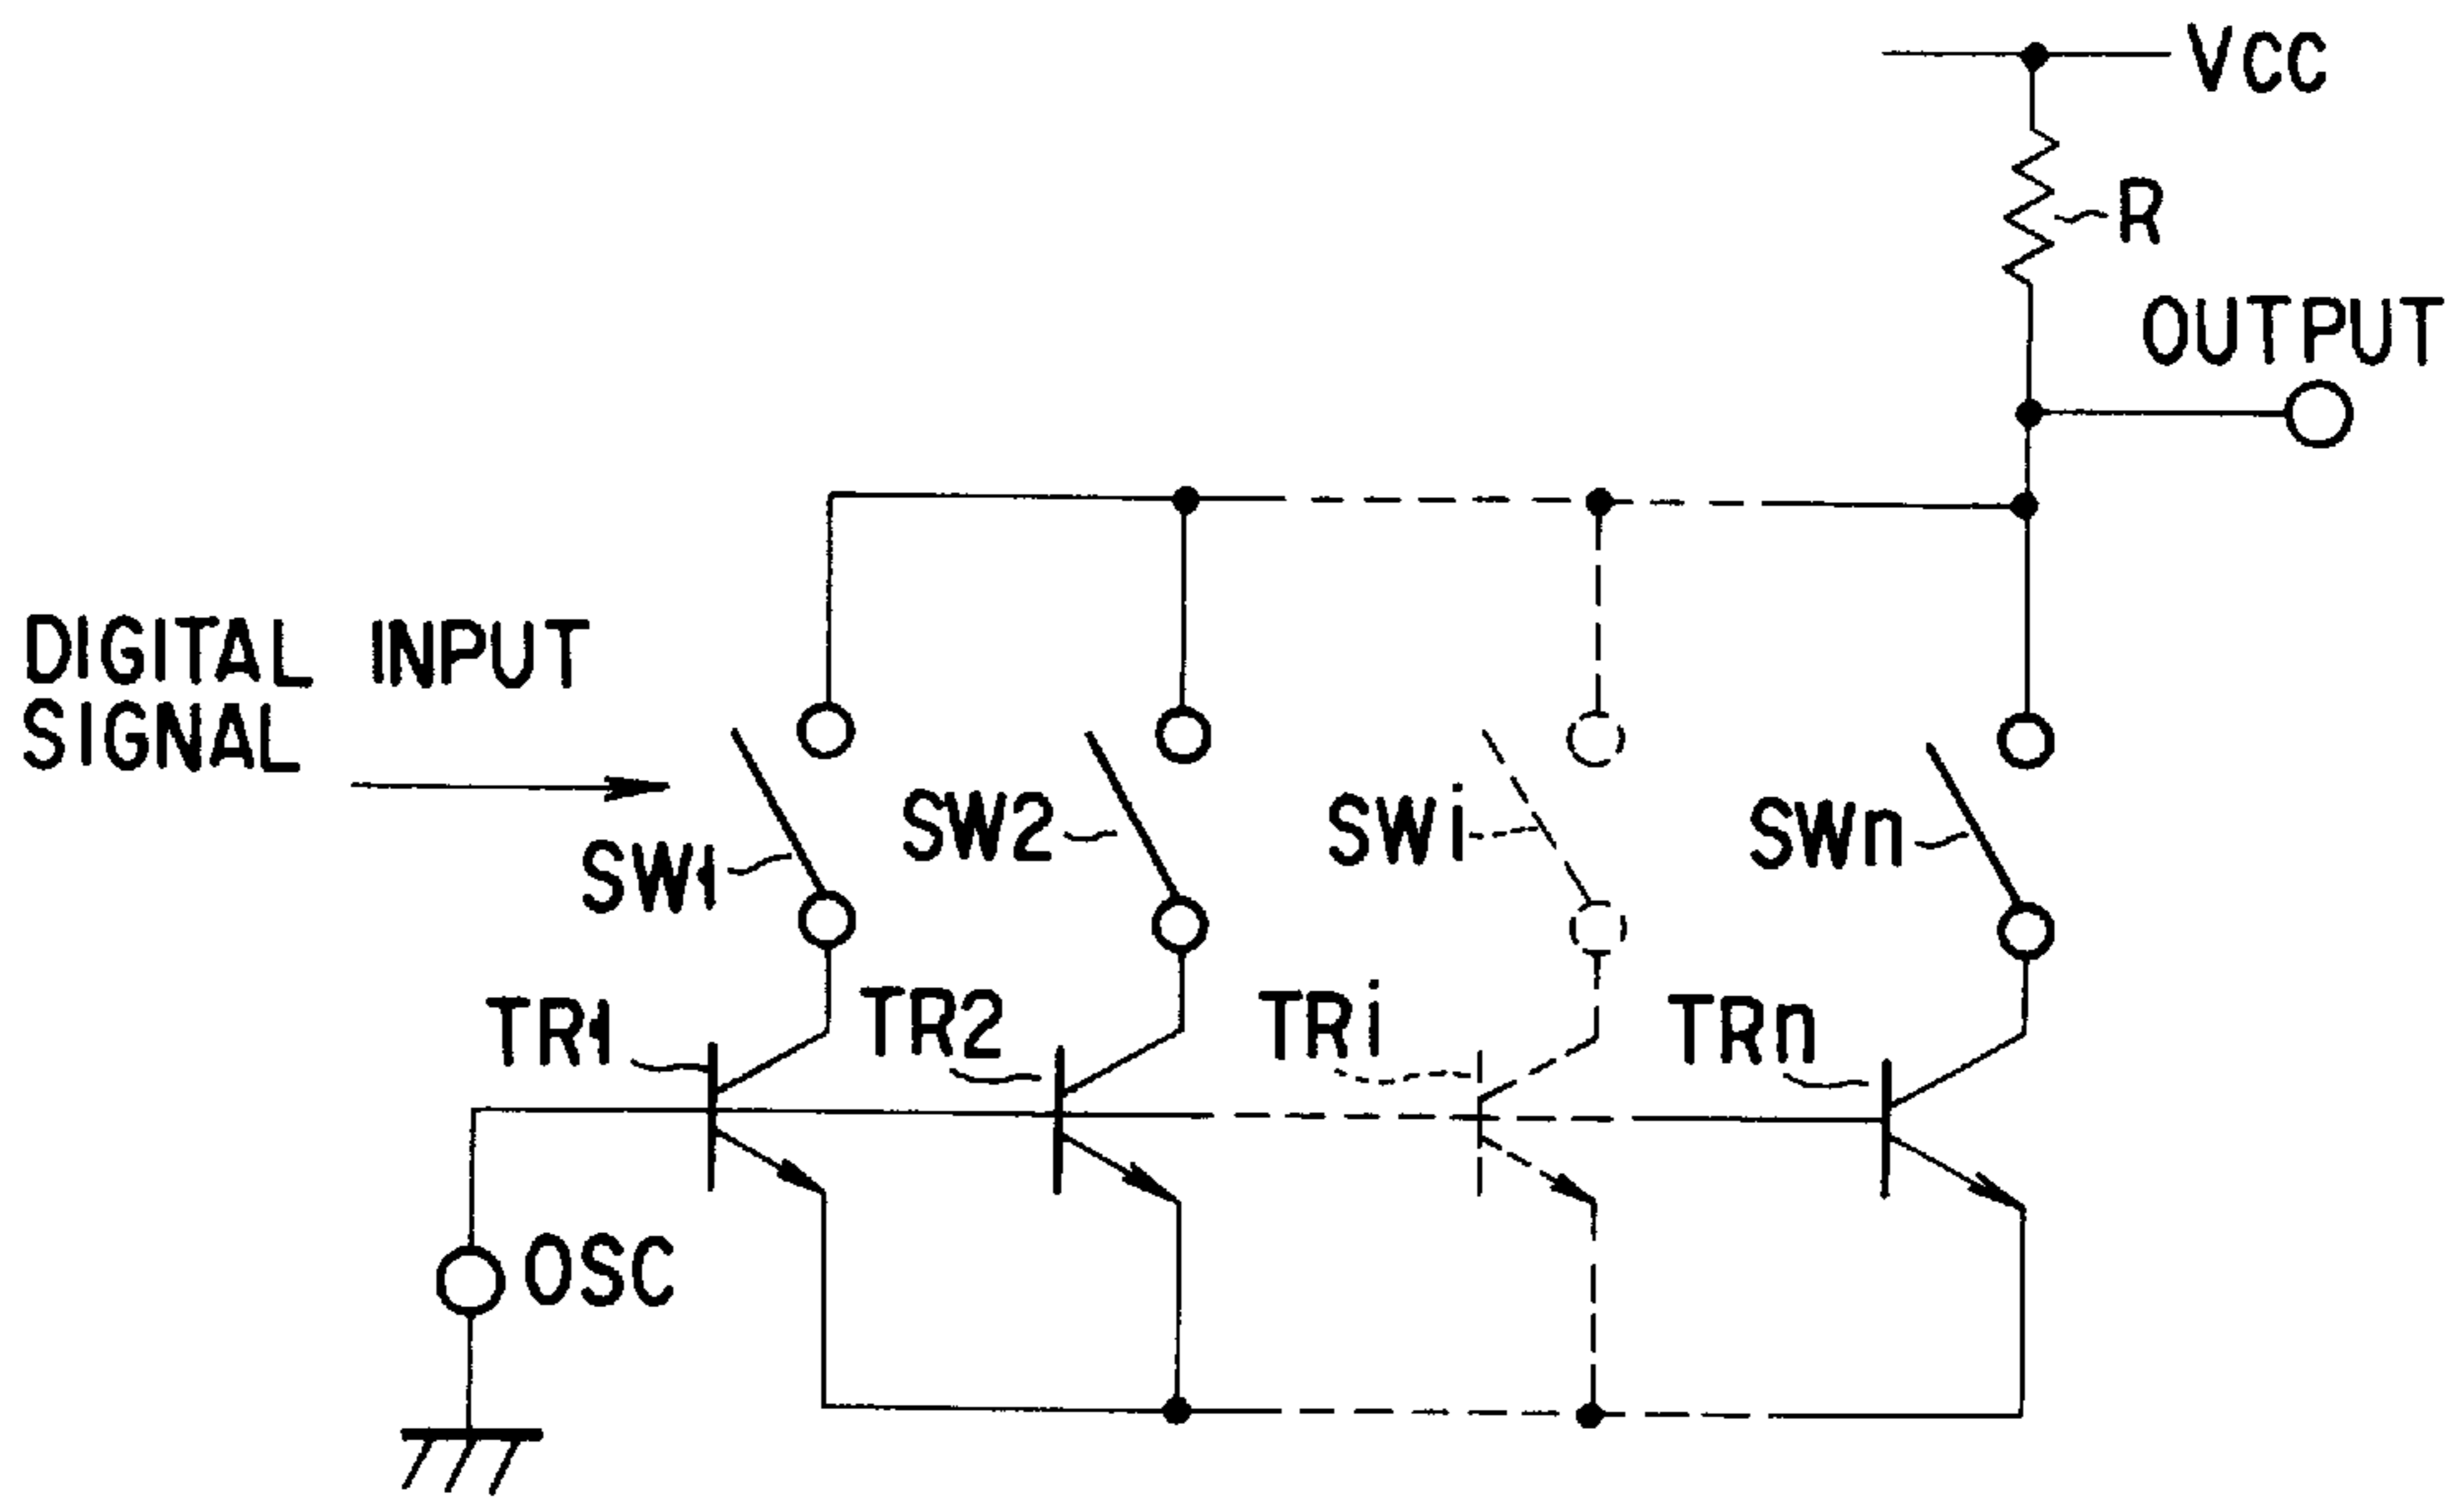 VCC
R
OUTPUT
DIGITAL INPUT
SIGNAL
SW1
SW2
SWi
SWn
TR1
TR2
TRi
TRn
OSC